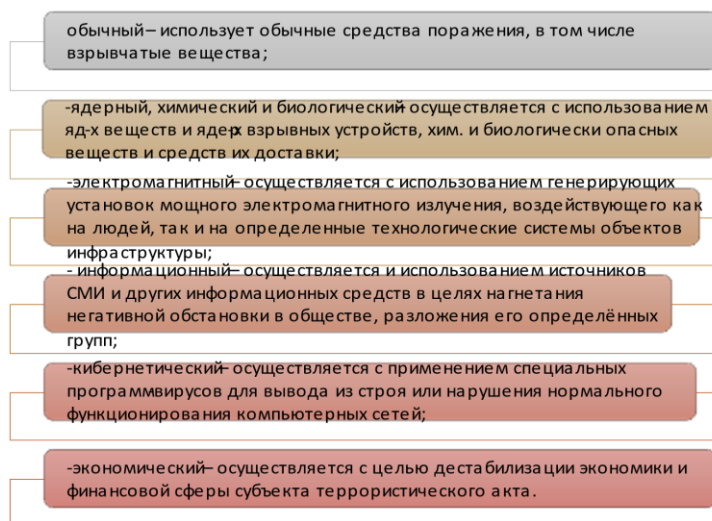 обычный– использует обычные средства поражения, в том числе
взрывчатые вещества;
-ядерный, химический и биологический– осуществляется с использованием
яд-х веществ и ядер-х взрывных устройств, хим. и биологически опасных
веществ и средств их доставки;
-электромагнитный– осуществляется с использованием генерирующих
установок мощного электромагнитного излучения, воздействующего как
на людей, так и на определенные технологические системы объектов
инфраструктуры;
- информационный– осуществляется и использованием источников
СМИ и других информационных средств в целях нагнетания
негативной обстановки в обществе, разложения его определённых
групп;
-кибернетический– осуществляется с применением специальных
программвирусов для вывода из строя или нарушения нормального
функционирования компьютерных сетей;
-экономический– осуществляется с целью дестабилизации экономики и
финансовой сферы субъекта террористического акта.